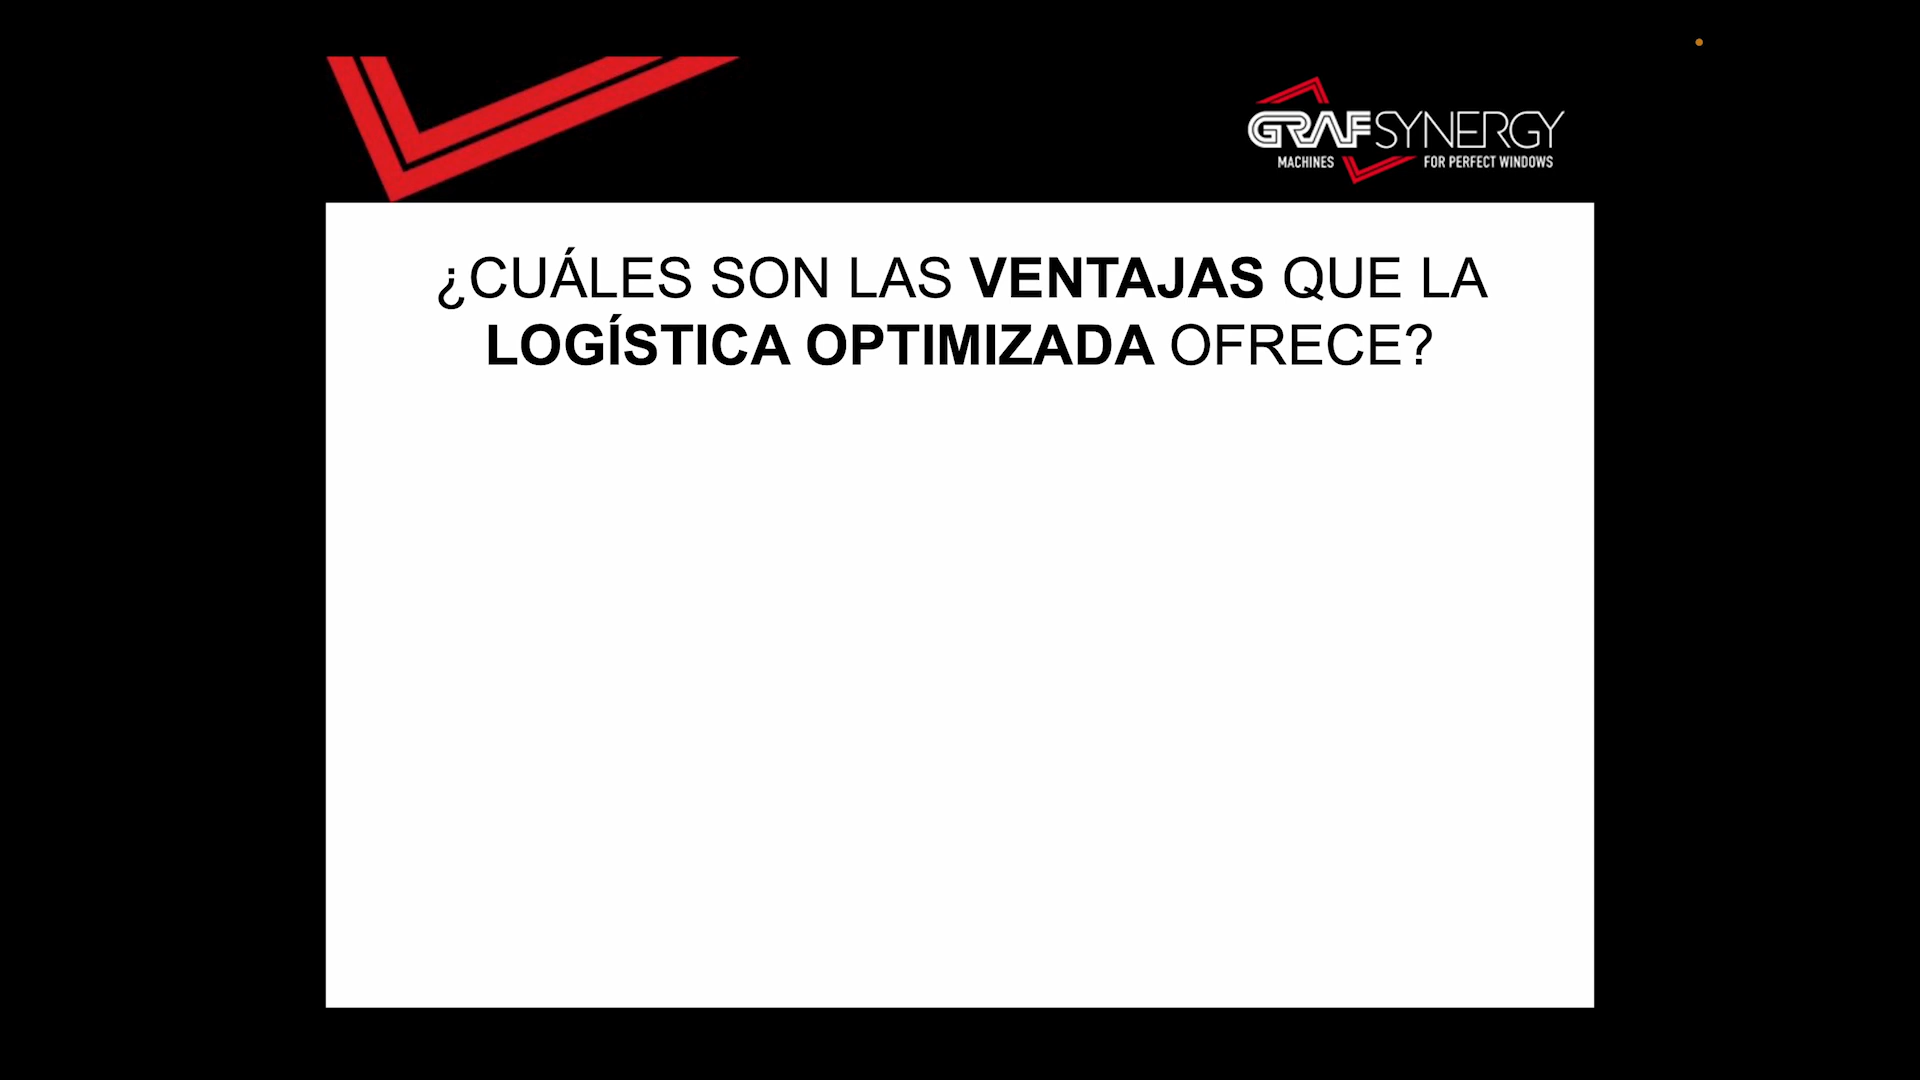 GRAFSYNERGY
MACHINES FOR PERFECT WINDOWS
¿CUÁLES SON LAS VENTAJAS QUE LA
LOGÍSTICA OPTIMIZADA OFRECE?